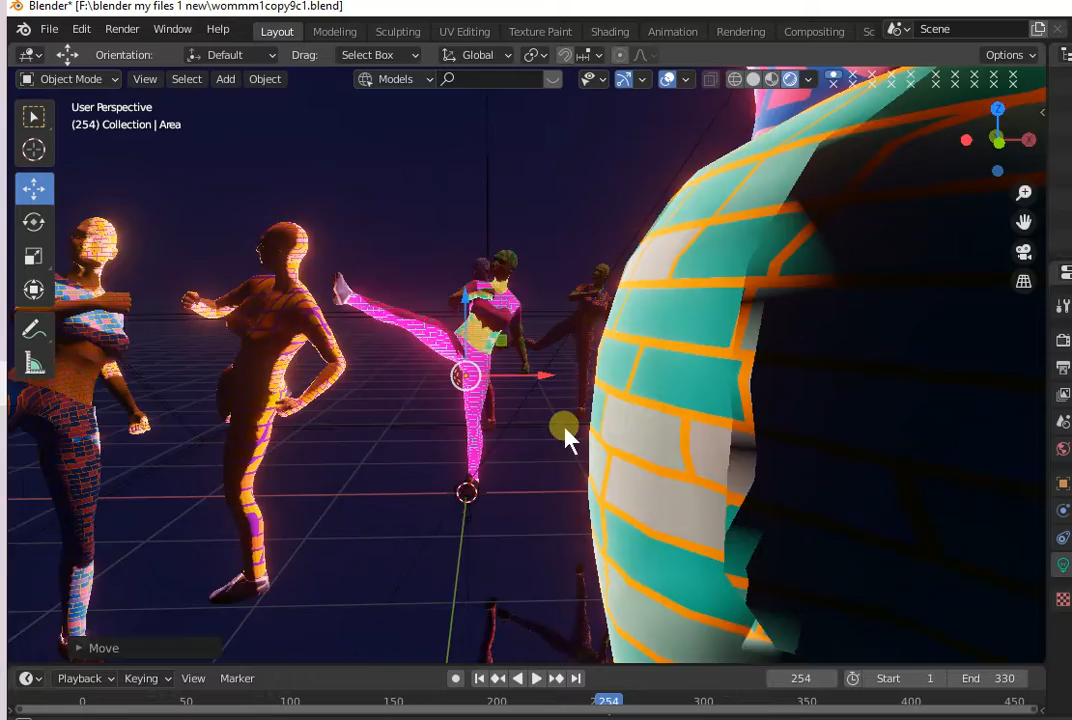 Blender* [F:\blender my files 1 new\wommm1copy9c1.blend]
File Edit Render Window Help Layout Modeling Sculpting UV Editing Texture Paint Shading Animation Rendering Compositing Sc Scene
Orientation: Default Drag: Select Box Global Options
Object Mode View Select Add Object Models
User Perspective
(254) Collection | Area
Z
X
Move
Playback Keying View Marker 254 Start 1 End 330
0 50 100 150 200 254 300 350 400 450